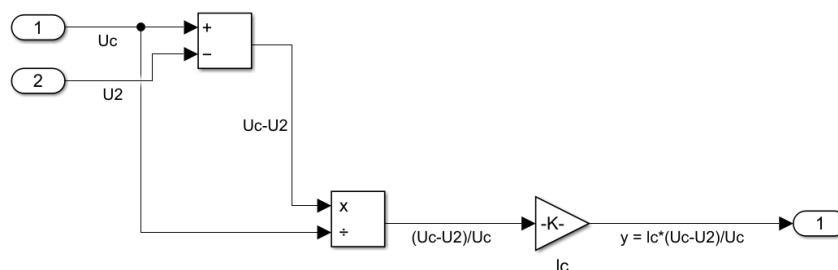 1
Uc
+
−
2
U2
Uc-U2
x
÷
(Uc-U2)/Uc
-K-
Ic
y = Ic*(Uc-U2)/Uc
1